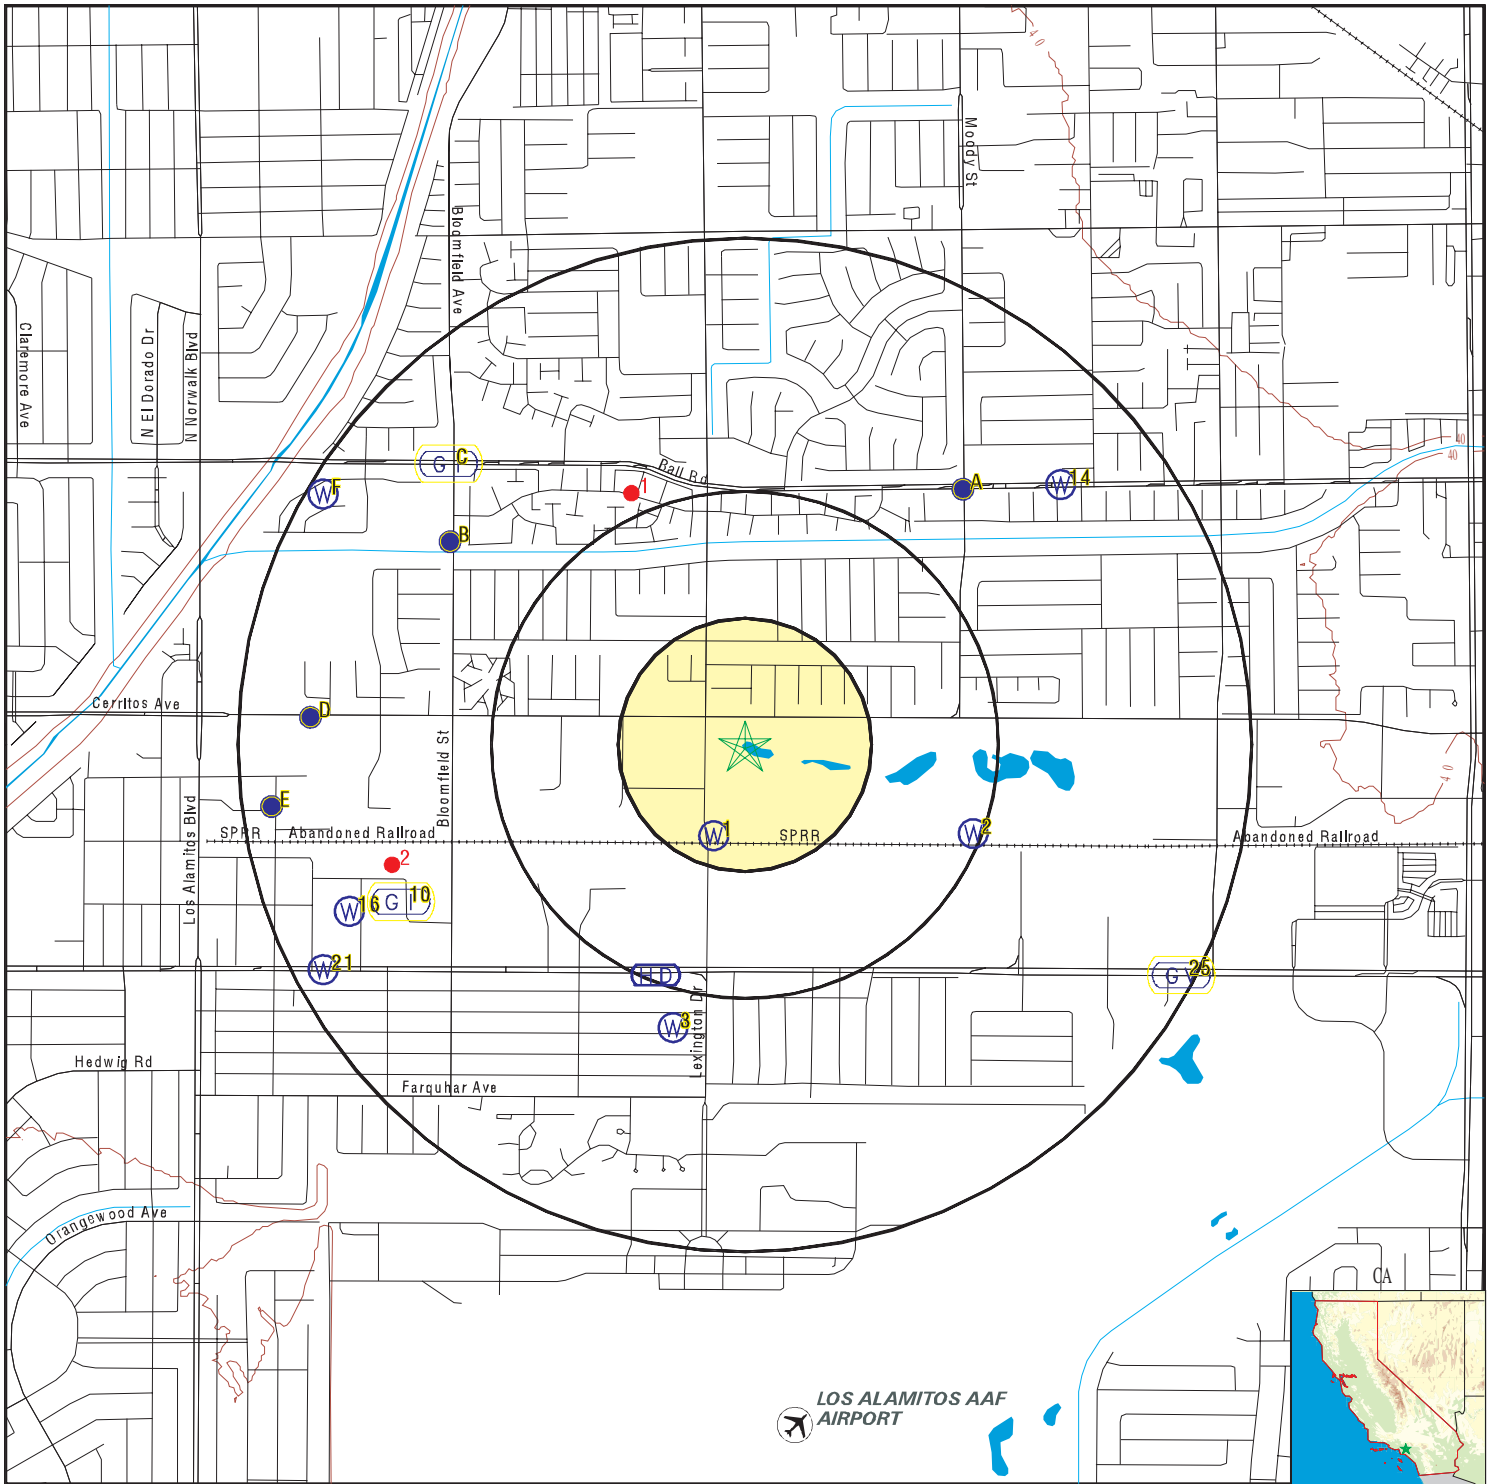 40
Moody St
Bloomfield Ave
Claremore Ave
N El Dorado Dr
N Norwalk Blvd
Ball Rd
G I C
W F
1
A
W 14
40
40
B
Cerritos Ave
D
Bloomfield St
Los Alamitos Blvd
E
SPRR
Abandoned Railroad
W 1
SPRR
W 2
Abandoned Railroad
40
2
W 16
G I 10
W 21
H D
G V 25
W 3
Lexington Dr
Hedwig Rd
Farquhar Ave
Orangewood Ave
CA
LOS ALAMITOS AAF
AIRPORT